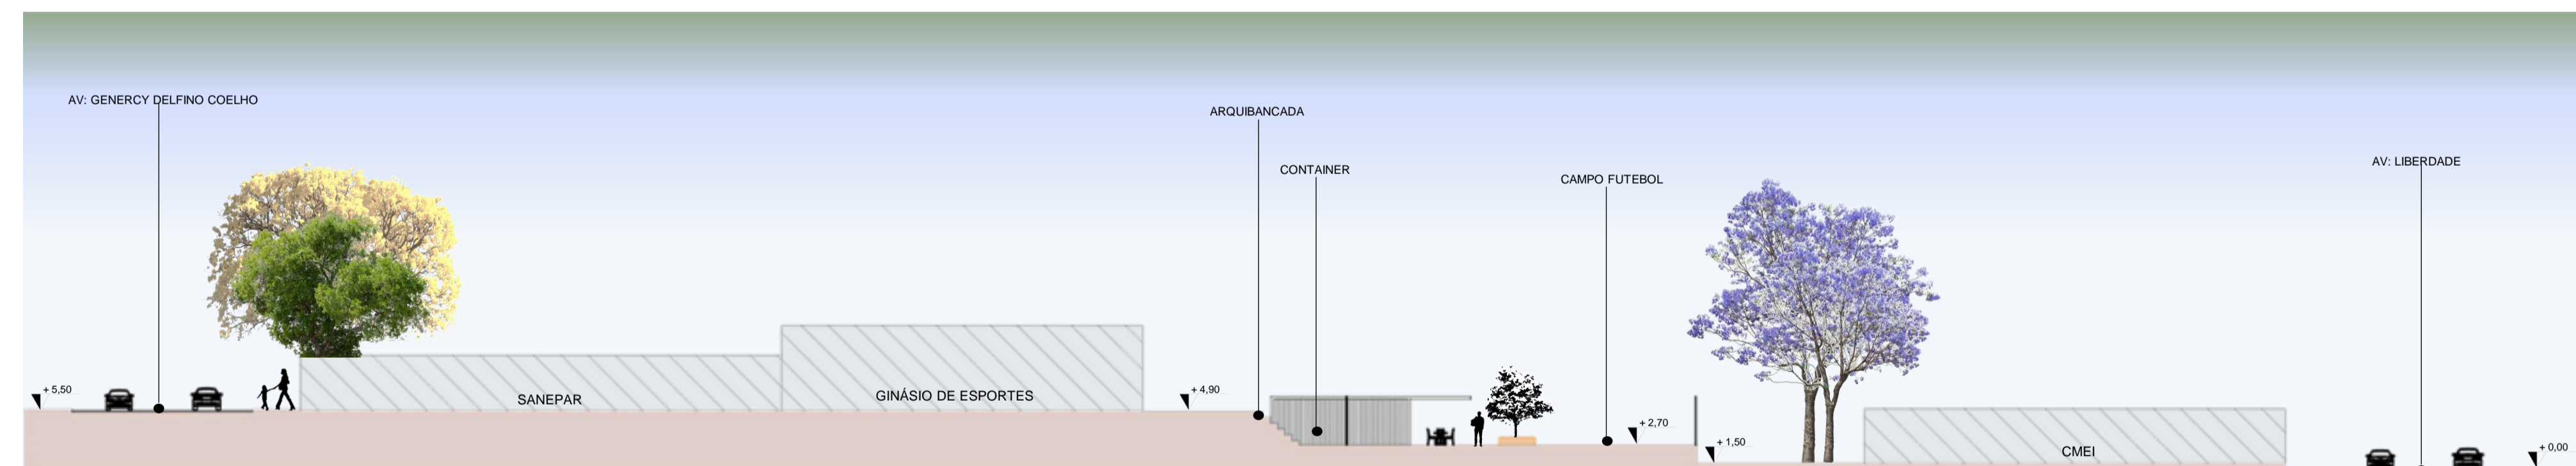 AV: GENERCY DELFINO COELHO
ARQUIBANCADA
CONTAINER
CAMPO FUTEBOL
AV: LIBERDADE
+ 5,50
SANEPAR
GINÁSIO DE ESPORTES
+ 4,90
+ 2,70
+ 1,50
CMEI
+ 0,00